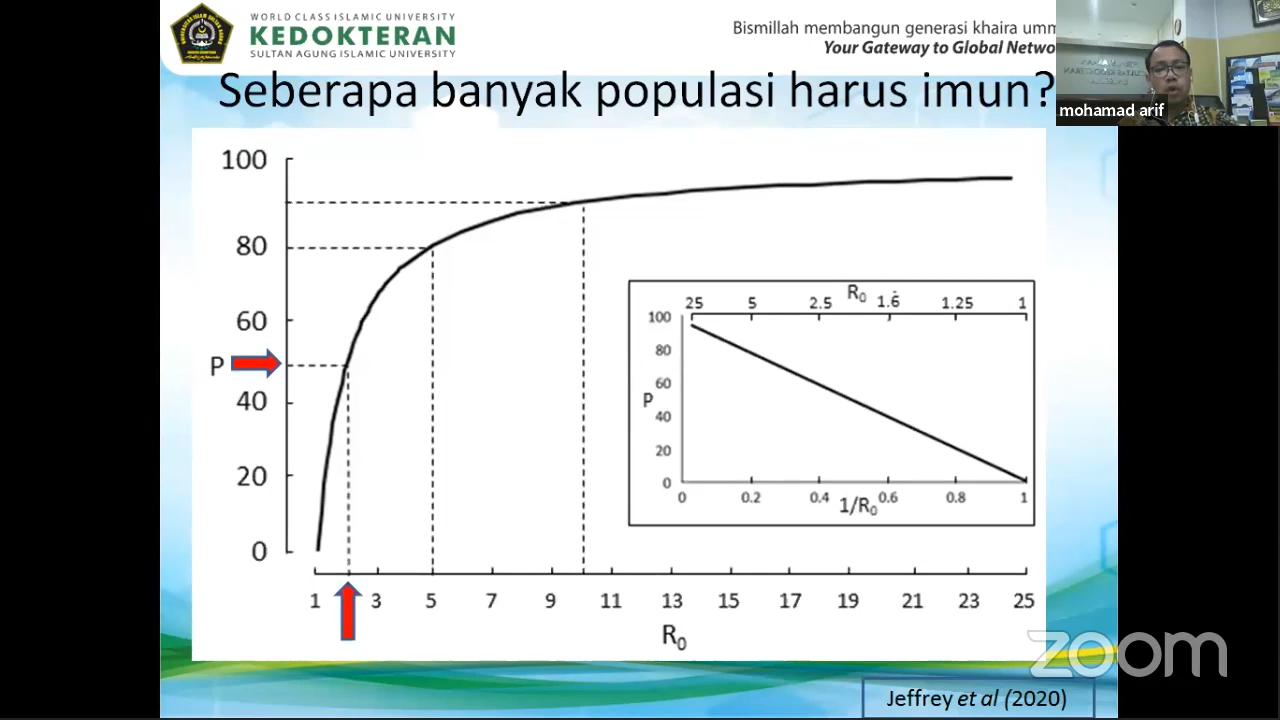 WORLD CLASS ISLAMIC UNIVERSITY
KEDOKTERAN
SULTAN AGUNG ISLAMIC UNIVERSITY
Bismillah membangun generasi khaira umm
Your Gateway to Global Netwo
mohamad arif
Seberapa banyak populasi harus imun?
100
80
60
P
40
20
0
1 3 5 7 9 11 13 15 17 19 21 23 25
R₀
R₀
25 5 2.5 1.6̇ 1.25 1
100
80
60
P
40
20
0
0 0.2 0.4 0.6 0.8 1
1/R₀
zoom
Jeffrey et al (2020)